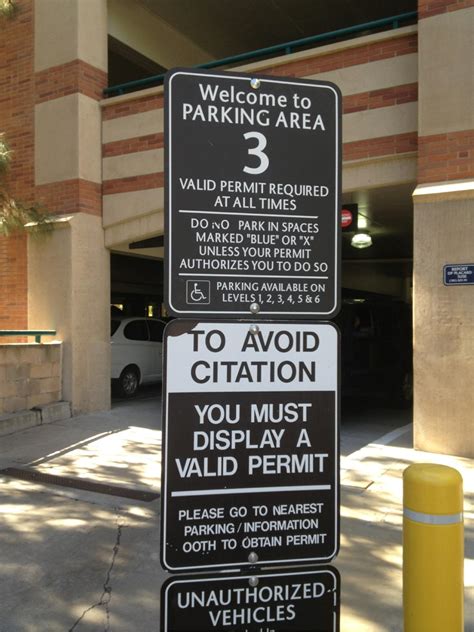 Welcome to
PARKING AREA
3
VALID PERMIT REQUIRED
AT ALL TIMES
DO NO PARK IN SPACES
MARKED "BLUE" OR "X"
UNLESS YOUR PERMIT
AUTHORIZES YOU TO DO SO
PARKING AVAILABLE ON
LEVELS 1, 2, 3, 4, 5 & 6
TO AVOID
CITATION
YOU MUST
DISPLAY A
VALID PERMIT
PLEASE GO TO NEAREST
PARKING / INFORMATION
OOTH TO OBTAIN PERMIT
UNAUTHORIZED
VEHICLES